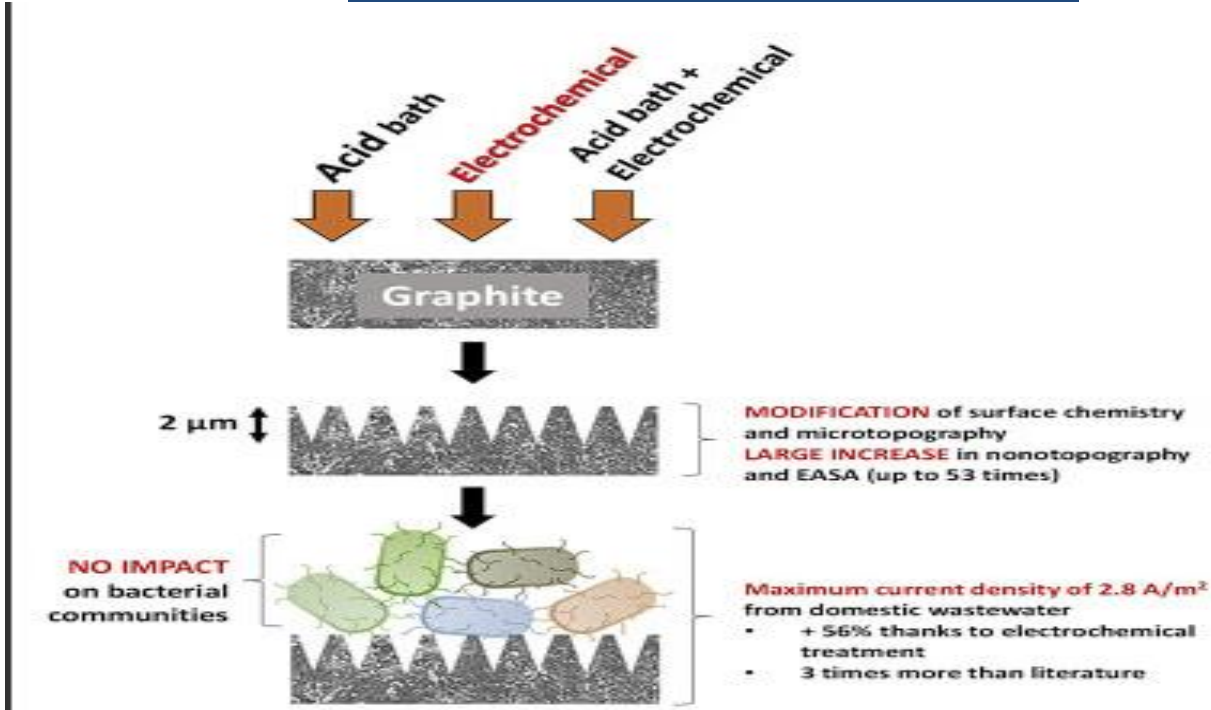 Acid bath
Electrochemical
Acid bath +
Electrochemical
Graphite
2 µm
MODIFICATION of surface chemistry
and microtopography
LARGE INCREASE in nonotopography
and EASA (up to 53 times)
NO IMPACT
on bacterial
communities
Maximum current density of 2.8 A/m²
from domestic wastewater
• + 56% thanks to electrochemical
treatment
• 3 times more than literature